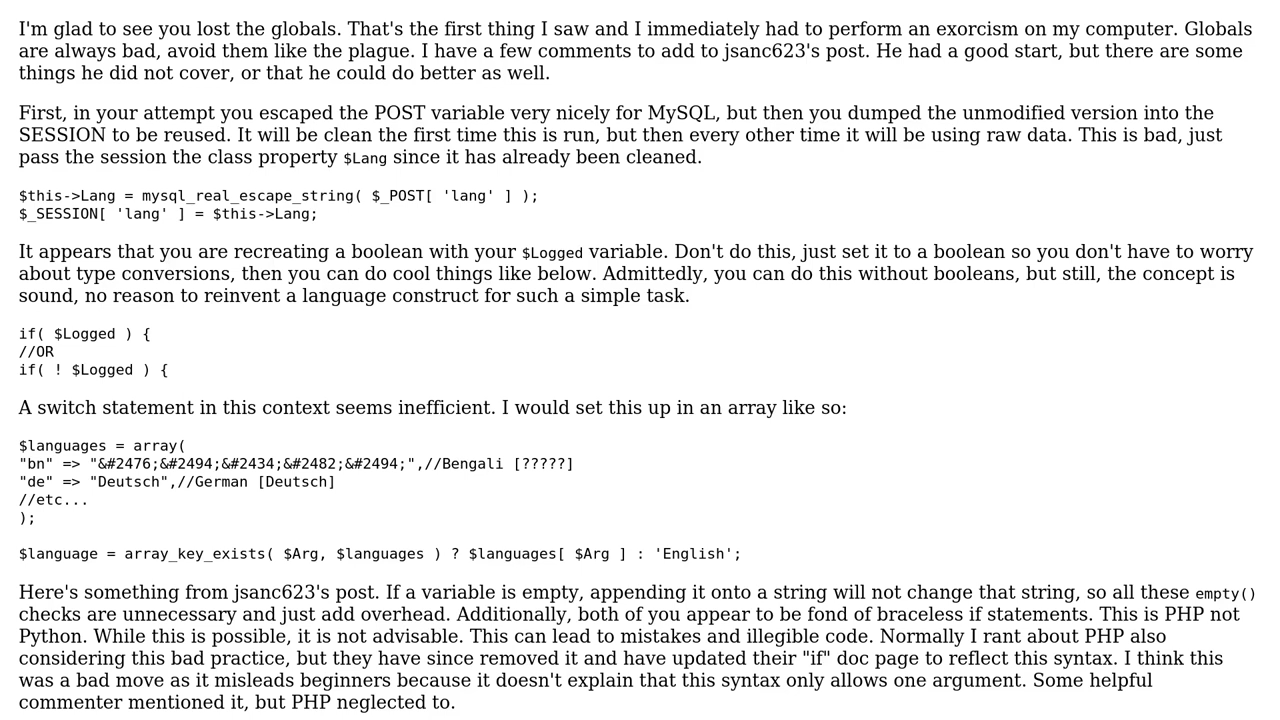 I'm glad to see you lost the globals. That's the first thing I saw and I immediately had to perform an exorcism on my computer. Globals
are always bad, avoid them like the plague. I have a few comments to add to jsanc623's post. He had a good start, but there are some
things he did not cover, or that he could do better as well.
First, in your attempt you escaped the POST variable very nicely for MySQL, but then you dumped the unmodified version into the
SESSION to be reused. It will be clean the first time this is run, but then every other time it will be using raw data. This is bad, just
pass the session the class property $Lang since it has already been cleaned.
$this->Lang = mysql_real_escape_string( $_POST[ 'lang' ] );
$_SESSION[ 'lang' ] = $this->Lang;
It appears that you are recreating a boolean with your $Logged variable. Don't do this, just set it to a boolean so you don't have to worry
about type conversions, then you can do cool things like below. Admittedly, you can do this without booleans, but still, the concept is
sound, no reason to reinvent a language construct for such a simple task.
if( $Logged ) {
//OR
if( ! $Logged ) {
A switch statement in this context seems inefficient. I would set this up in an array like so:
$languages = array(
"bn" => "&#2476;&#2494;&#2434;&#2482;&#2494;",//Bengali [?????]
"de" => "Deutsch",//German [Deutsch]
//etc...
);
$language = array_key_exists( $Arg, $languages ) ? $languages[ $Arg ] : 'English';
Here's something from jsanc623's post. If a variable is empty, appending it onto a string will not change that string, so all these empty()
checks are unnecessary and just add overhead. Additionally, both of you appear to be fond of braceless if statements. This is PHP not
Python. While this is possible, it is not advisable. This can lead to mistakes and illegible code. Normally I rant about PHP also
considering this bad practice, but they have since removed it and have updated their "if" doc page to reflect this syntax. I think this
was a bad move as it misleads beginners because it doesn't explain that this syntax only allows one argument. Some helpful
commenter mentioned it, but PHP neglected to.